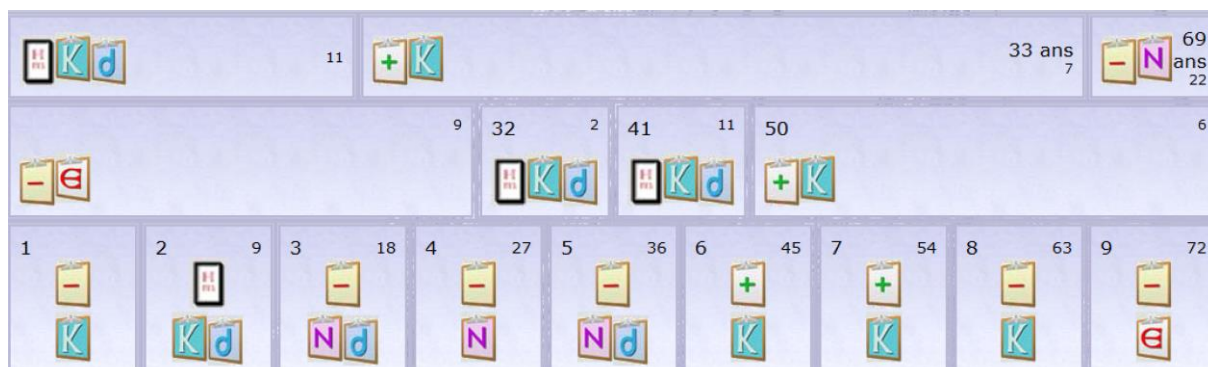 K d 11
+ K 33 ans 7
- N 69 ans 22
- E 9
32 2 K d
41 11 K d
50 6 + K
1 2 9 3 18 4 27 5 36 6 45 7 54 8 63 9 72
- - - - + + - -
K K d N d N N d K K K E